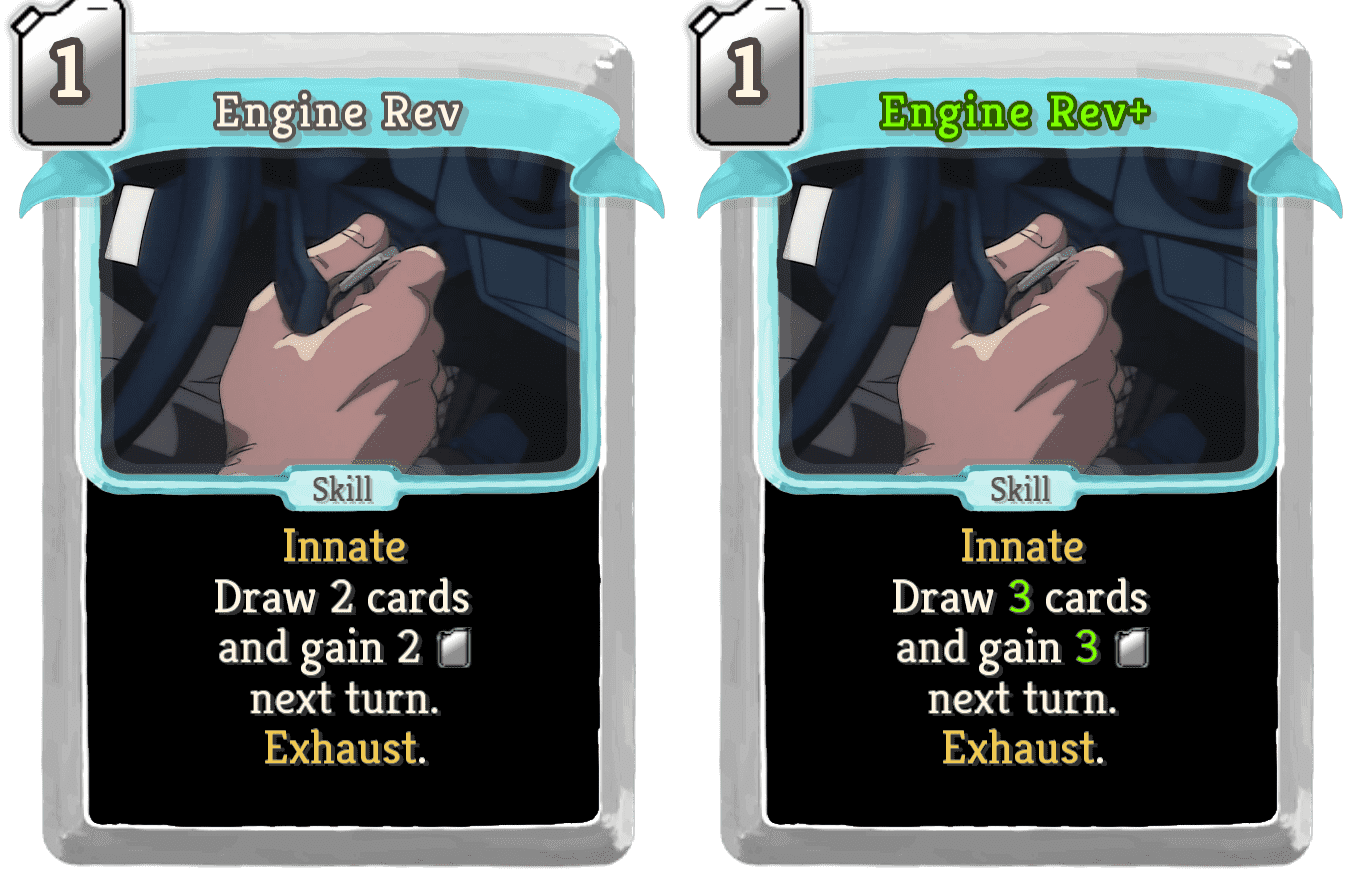 1
Engine Rev
Skill
Innate
Draw 2 cards
and gain 2
next turn.
Exhaust.
1
Engine Rev+
Skill
Innate
Draw 3 cards
and gain 3
next turn.
Exhaust.